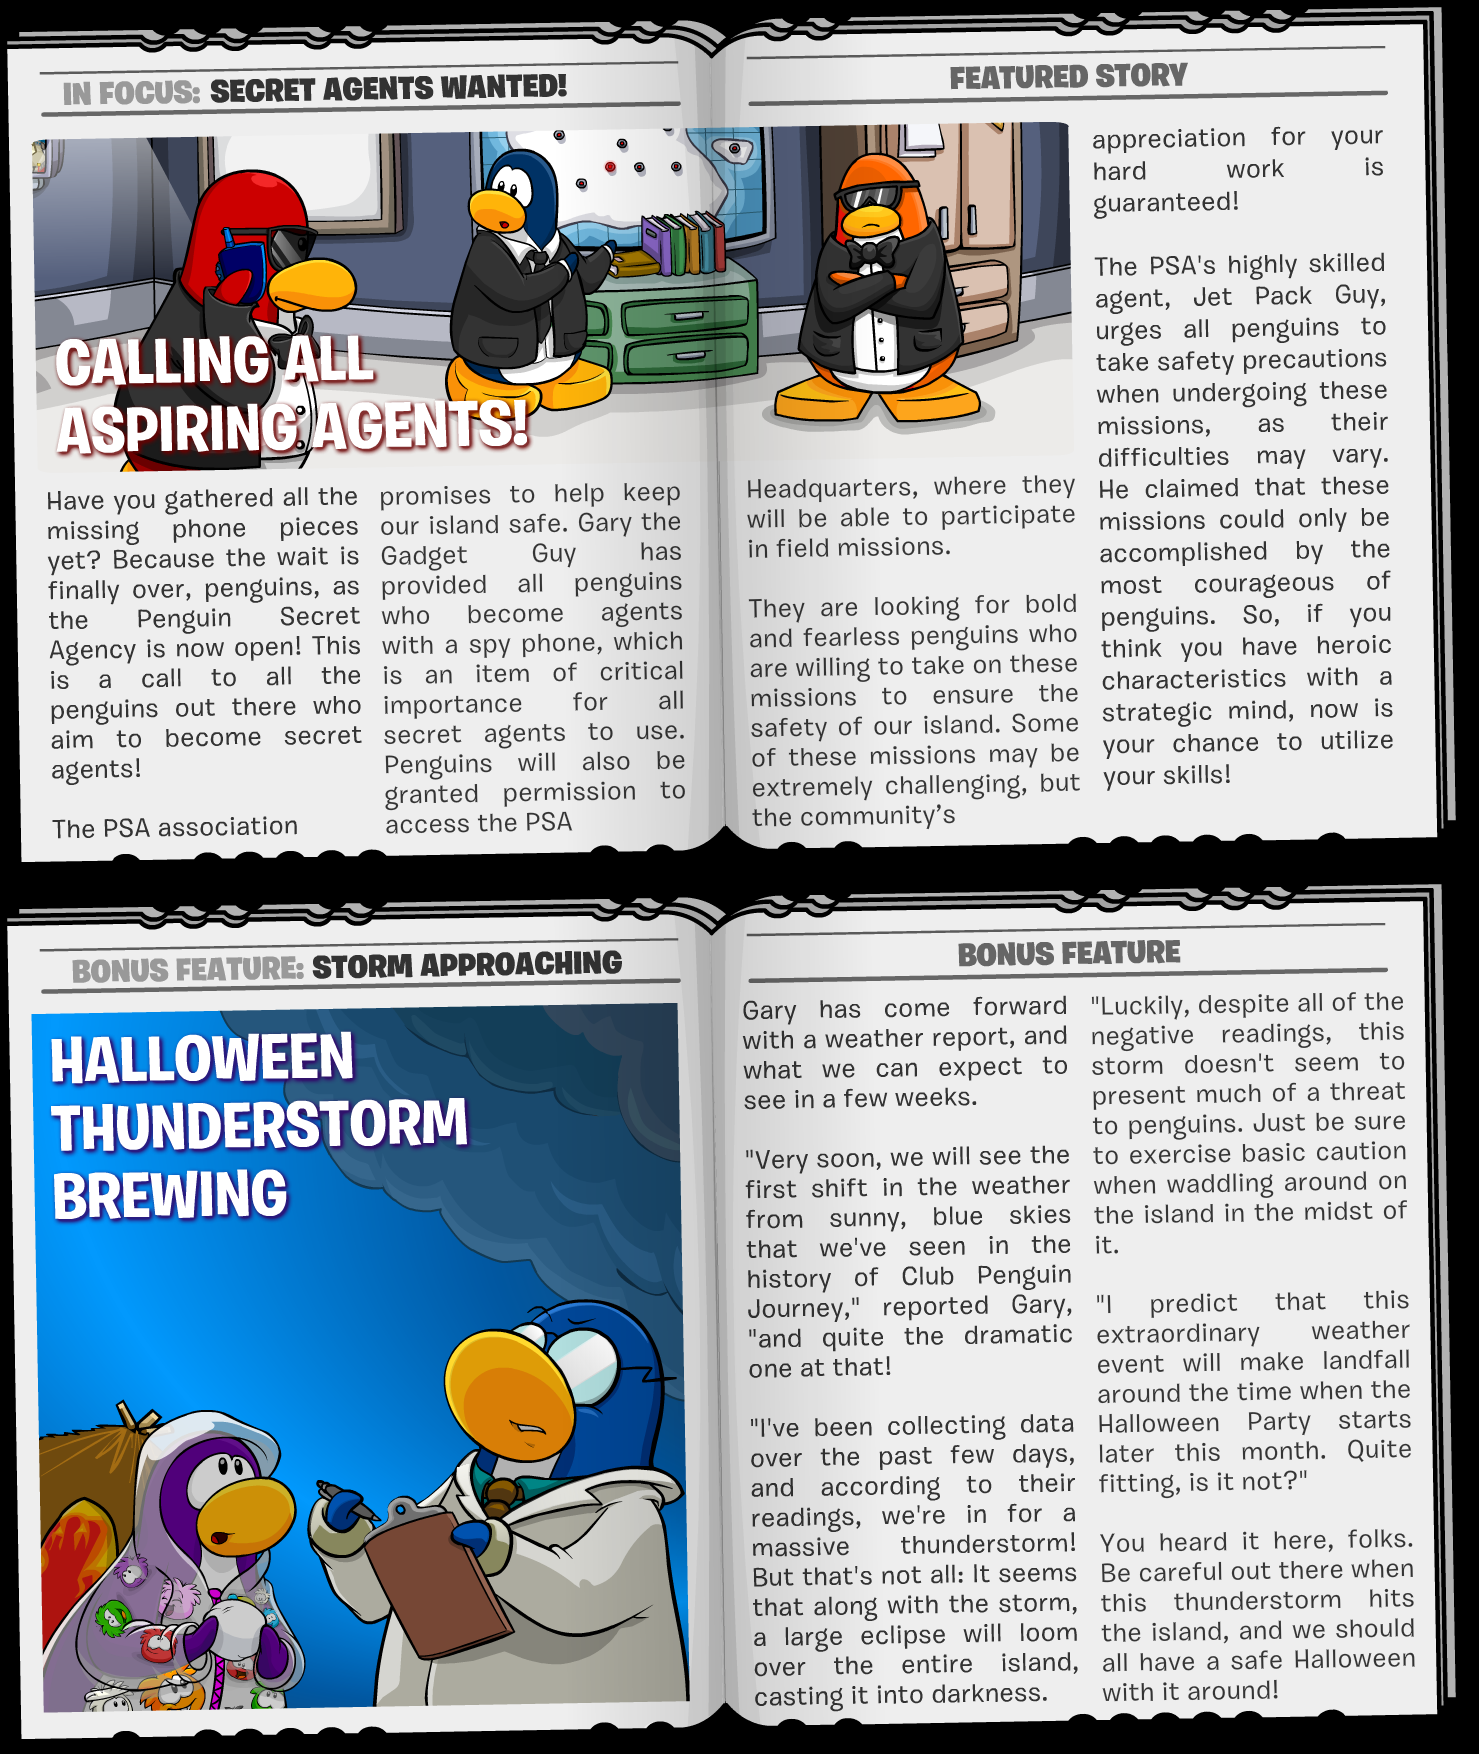 IN FOCUS: SECRET AGENTS WANTED!
FEATURED STORY
CALLING ALL
ASPIRING AGENTS!
Have you gathered all the
missing phone pieces
yet? Because the wait is
finally over, penguins, as
the Penguin Secret
Agency is now open! This
is a call to all the
penguins out there who
aim to become secret
agents!
The PSA association
promises to help keep
our island safe. Gary the
Gadget Guy has
provided all penguins
who become agents
with a spy phone, which
is an item of critical
importance for all
secret agents to use.
Penguins will also be
granted permission to
access the PSA
Headquarters, where they
will be able to participate
in field missions.
They are looking for bold
and fearless penguins who
are willing to take on these
missions to ensure the
safety of our island. Some
of these missions may be
extremely challenging, but
the community’s
appreciation for your
hard work is
guaranteed!
The PSA's highly skilled
agent, Jet Pack Guy,
urges all penguins to
take safety precautions
when undergoing these
missions, as their
difficulties may vary.
He claimed that these
missions could only be
accomplished by the
most courageous of
penguins. So, if you
think you have heroic
characteristics with a
strategic mind, now is
your chance to utilize
your skills!
BONUS FEATURE: STORM APPROACHING
BONUS FEATURE
HALLOWEEN
THUNDERSTORM
BREWING
Gary has come forward
with a weather report, and
what we can expect to
see in a few weeks.
"Very soon, we will see the
first shift in the weather
from sunny, blue skies
that we've seen in the
history of Club Penguin
Journey," reported Gary,
"and quite the dramatic
one at that!
"I've been collecting data
over the past few days,
and according to their
readings, we're in for a
massive thunderstorm!
But that's not all: It seems
that along with the storm,
a large eclipse will loom
over the entire island,
casting it into darkness.
"Luckily, despite all of the
negative readings, this
storm doesn't seem to
present much of a threat
to penguins. Just be sure
to exercise basic caution
when waddling around on
the island in the midst of
it.
"I predict that this
extraordinary weather
event will make landfall
around the time when the
Halloween Party starts
later this month. Quite
fitting, is it not?"
You heard it here, folks.
Be careful out there when
this thunderstorm hits
the island, and we should
all have a safe Halloween
with it around!